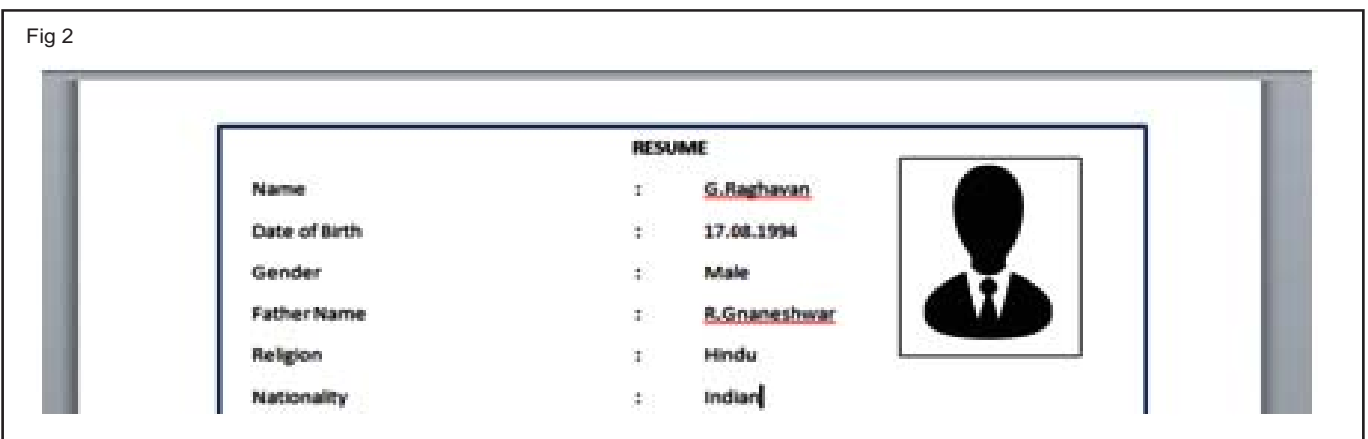 Fig 2
RESUME
Name : G.Raghavan
Date of Birth : 17.08.1994
Gender : Male
Father Name : R.Gnaneshwar
Religion : Hindu
Nationality : Indian